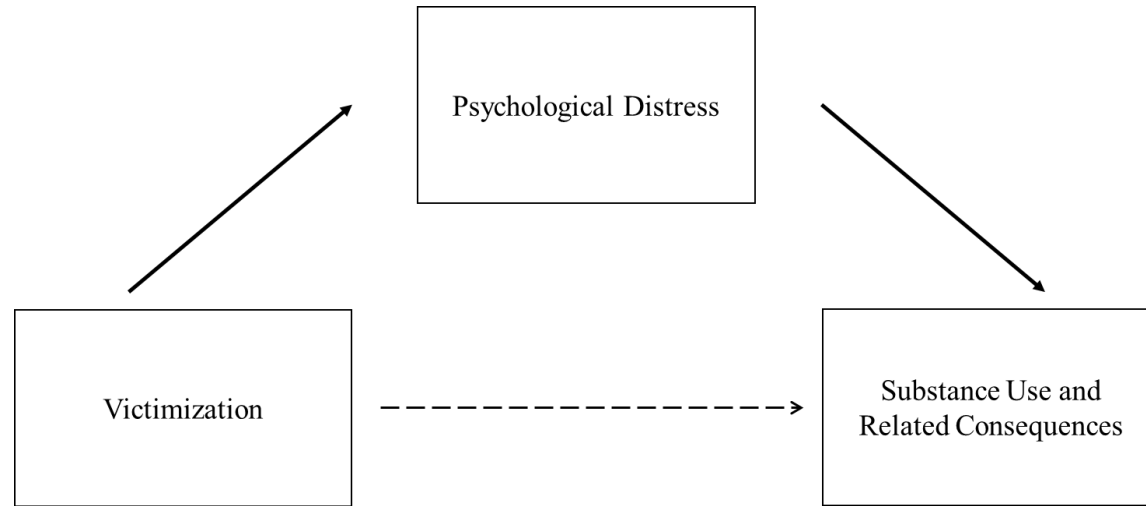 Psychological Distress
Victimization
Substance Use and
Related Consequences